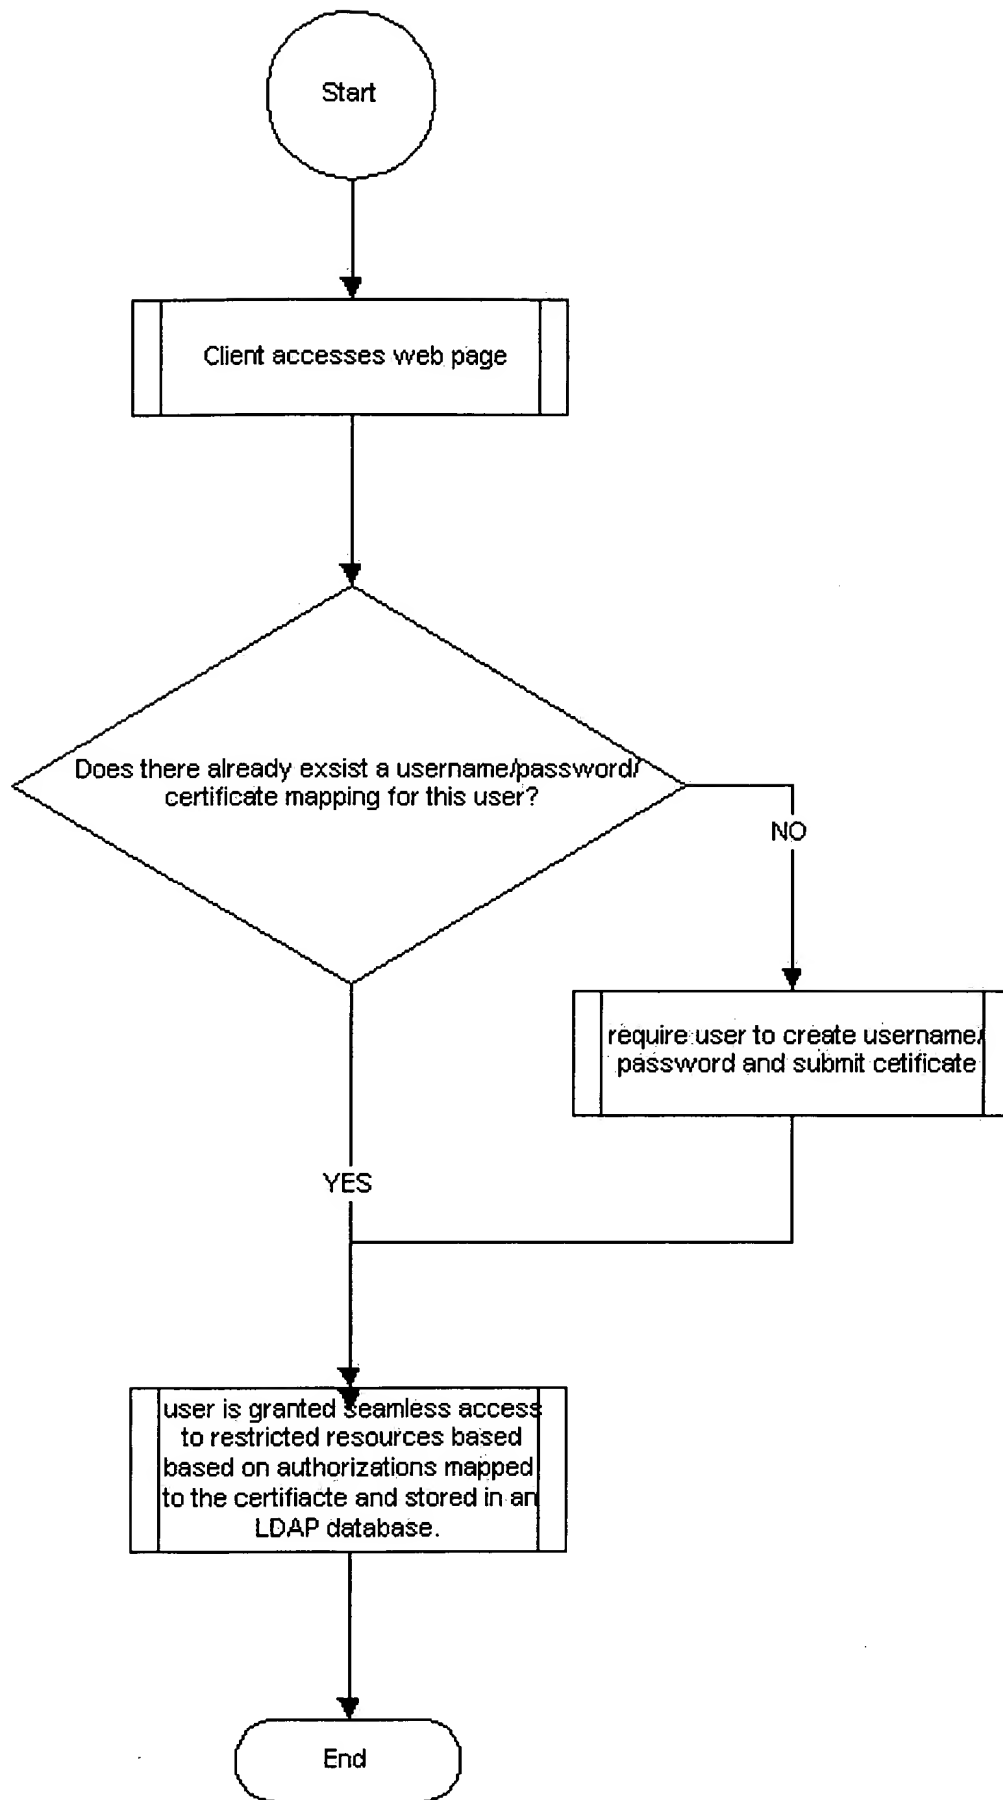 Start
Client accesses web page
Does there already exsist a username/password/
certificate mapping for this user?
NO
require user to create username/
password and submit cetificate
YES
user is granted seamless access
to restricted resources based
based on authorizations mapped
to the certifiacte and stored in an
LDAP database.
End